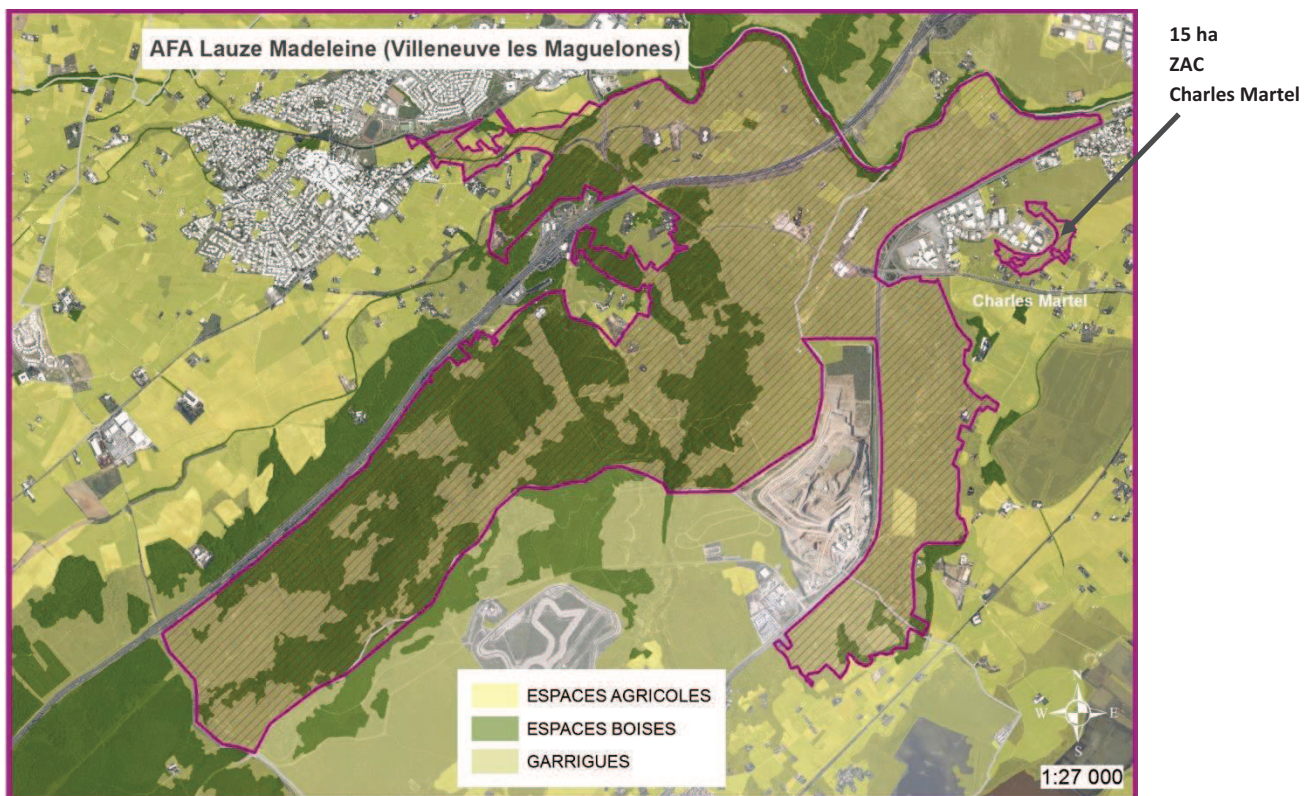 AFA Lauze Madeleine (Villeneuve les Maguelones)
15 ha
ZAC
Charles Martel
Charles Martel
ESPACES AGRICOLES
ESPACES BOISES
GARRIGUES
N
W
E
S
1:27 000